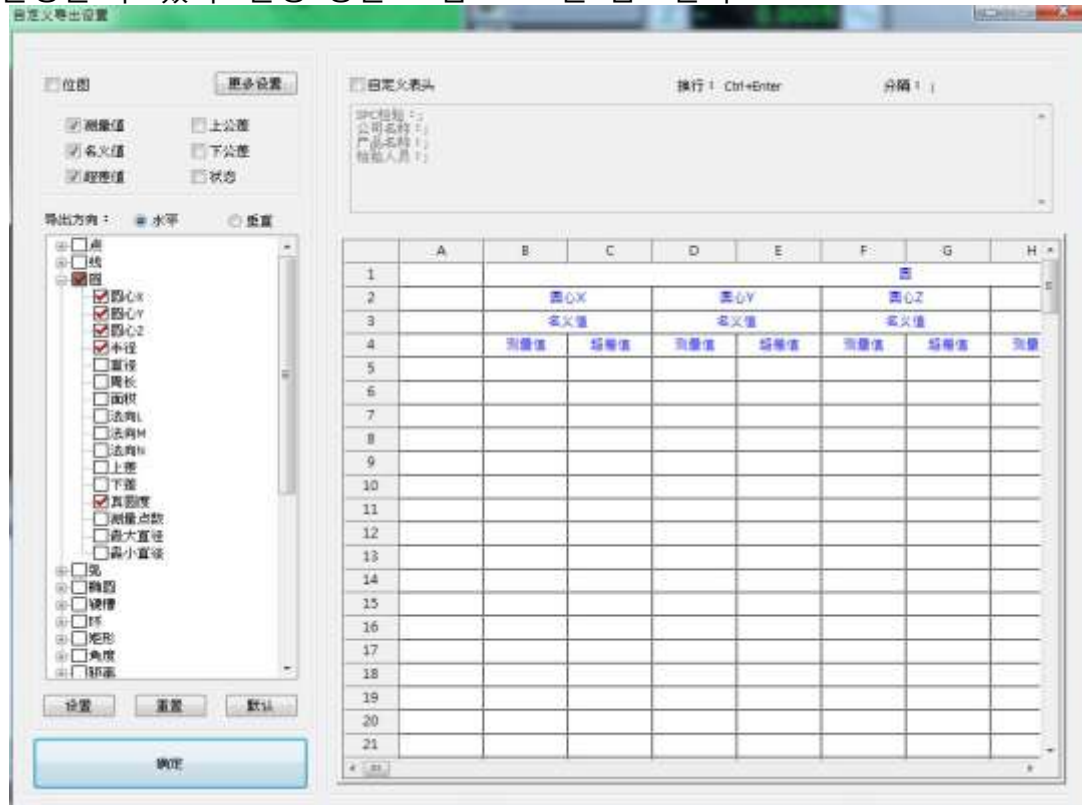 自定义导出设置
位图 更多设置
测量值 上公差
名义值 下公差
超差值 状态
导出方向： 水平 垂直
点
线
圆
圆心X
圆心Y
圆心Z
半径
直径
周长
面积
法向L
法向M
法向N
上差
下差
真圆度
测量点数
最大直径
最小直径
弧
椭圆
键槽
环
矩形
角度
距离
设置 重置 默认
确定
自定义表头 换行： Ctrl+Enter 分隔： ；
SPC检验：；
公司名称：；
产品名称：；
检验人员：；
A B C D E F G H
1 圆
2 圆心X 圆心Y 圆心Z
3 名义值 名义值 名义值
4 测量值 超差值 测量值 超差值 测量值 超差值 测量
5
6
7
8
9
10
11
12
13
14
15
16
17
18
19
20
21